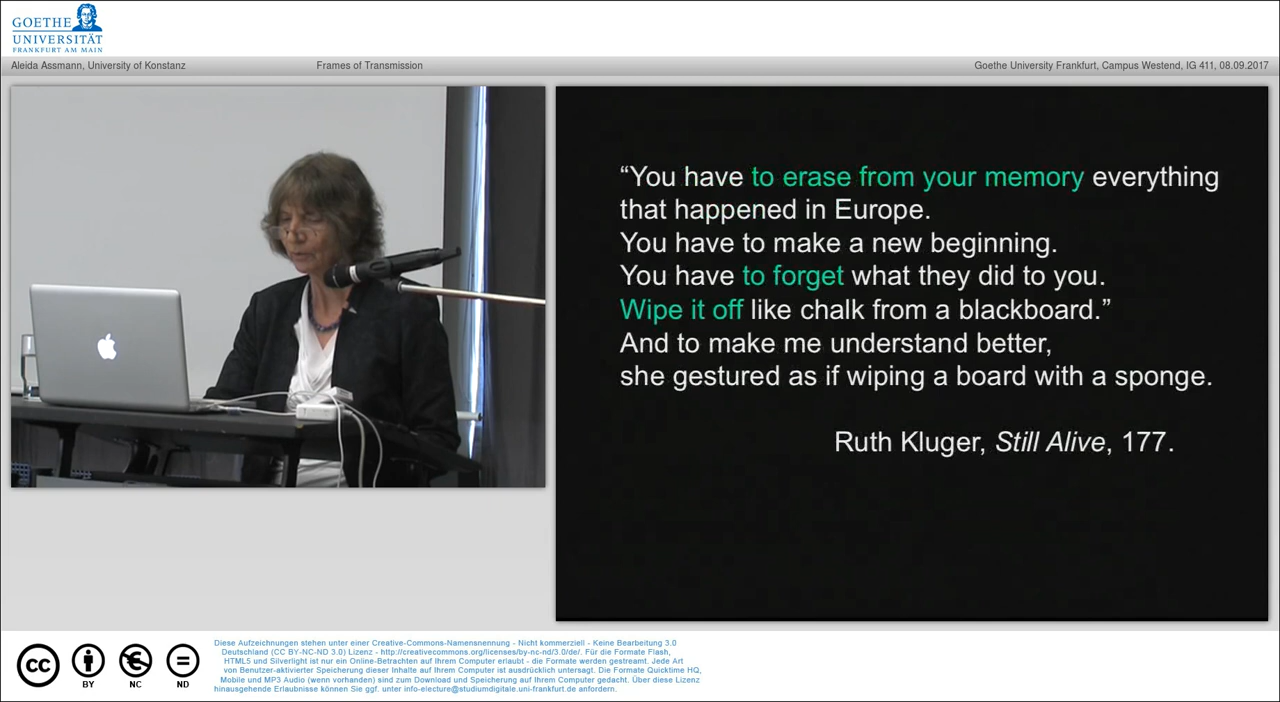 GOETHE
UNIVERSITÄT
FRANKFURT AM MAIN
Aleida Assmann, University of Konstanz
Frames of Transmission
Goethe University Frankfurt, Campus Westend, IG 411, 08.09.2017
“You have to erase from your memory everything
that happened in Europe.
You have to make a new beginning.
You have to forget what they did to you.
Wipe it off like chalk from a blackboard.”
And to make me understand better,
she gestured as if wiping a board with a sponge.
Ruth Kluger, Still Alive, 177.
cc
BY
NC
ND
Diese Aufzeichnungen stehen unter einer Creative-Commons-Namensnennung - Nicht kommerziell - Keine Bearbeitung 3.0
Deutschland (CC BY-NC-ND 3.0) Lizenz - http://creativecommons.org/licenses/by-nc-nd/3.0/de/. Für die Formate Flash,
HTML5 und Silverlight ist nur ein Online-Betrachten auf Ihrem Computer erlaubt - die Formate werden gestreamt. Jede Art
von Benutzer-aktivierter Speicherung dieser Inhalte auf Ihrem Computer ist ausdrücklich untersagt. Die Formate Quicktime HQ,
Mobile und MP3 Audio (wenn vorhanden) sind zum Download und Speicherung auf Ihrem Computer gedacht. Über diese Lizenz
hinausgehende Erlaubnisse können Sie ggf. unter info-electure@studiumdigitale.uni-frankfurt.de anfordern.